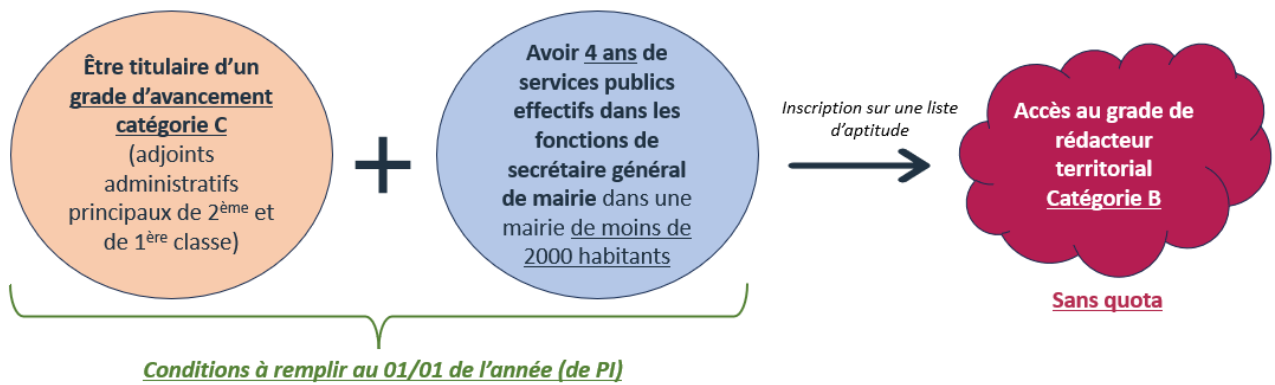 Être titulaire d’un
grade d’avancement
catégorie C
(adjoints
administratifs
principaux de 2ème et
de 1ère classe)
+
Avoir 4 ans de
services publics
effectifs dans les
fonctions de
secrétaire général
de mairie dans une
mairie de moins de
2000 habitants
Inscription sur une liste
d’aptitude
Accès au grade de
rédacteur
territorial
Catégorie B
Sans quota
Conditions à remplir au 01/01 de l’année (de PI)